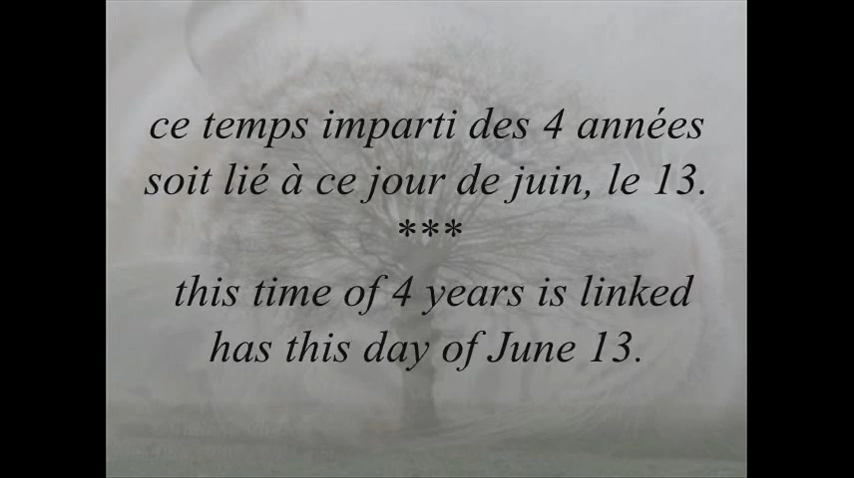 ce temps imparti des 4 années
soit lié à ce jour de juin, le 13.
***
this time of 4 years is linked
has this day of June 13.